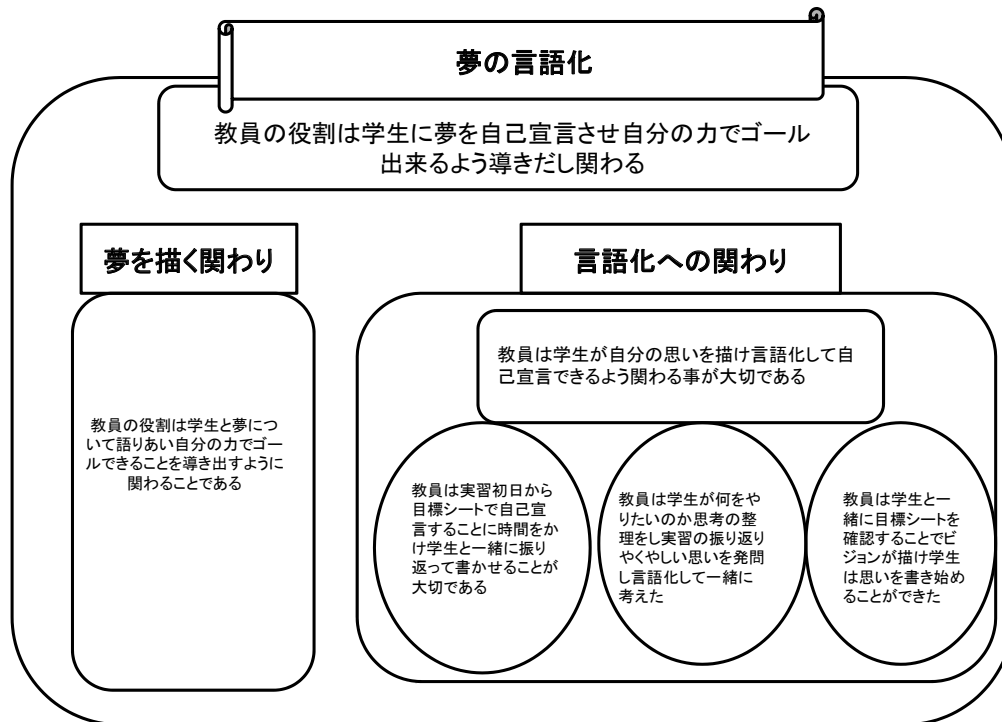 夢の言語化
教員の役割は学生に夢を自己宣言させ自分の力でゴール
出来るよう導きだし関わる
夢を描く関わり
教員の役割は学生と夢につ
いて語りあい自分の力でゴー
ルできることを導き出すように
関わることである
言語化への関わり
教員は学生が自分の思いを描け言語化して自
己宣言できるよう関わる事が大切である
教員は実習初日から
目標シートで自己宣
言することに時間をか
け学生と一緒に振り
返って書かせることが
大切である
教員は学生が何をや
りたいのか思考の整
理をし実習の振り返り
やくやしい思いを発問
し言語化して一緒に
考えた
教員は学生と一
緒に目標シートを
確認することでビ
ジョンが描け学生
は思いを書き始め
ることができた